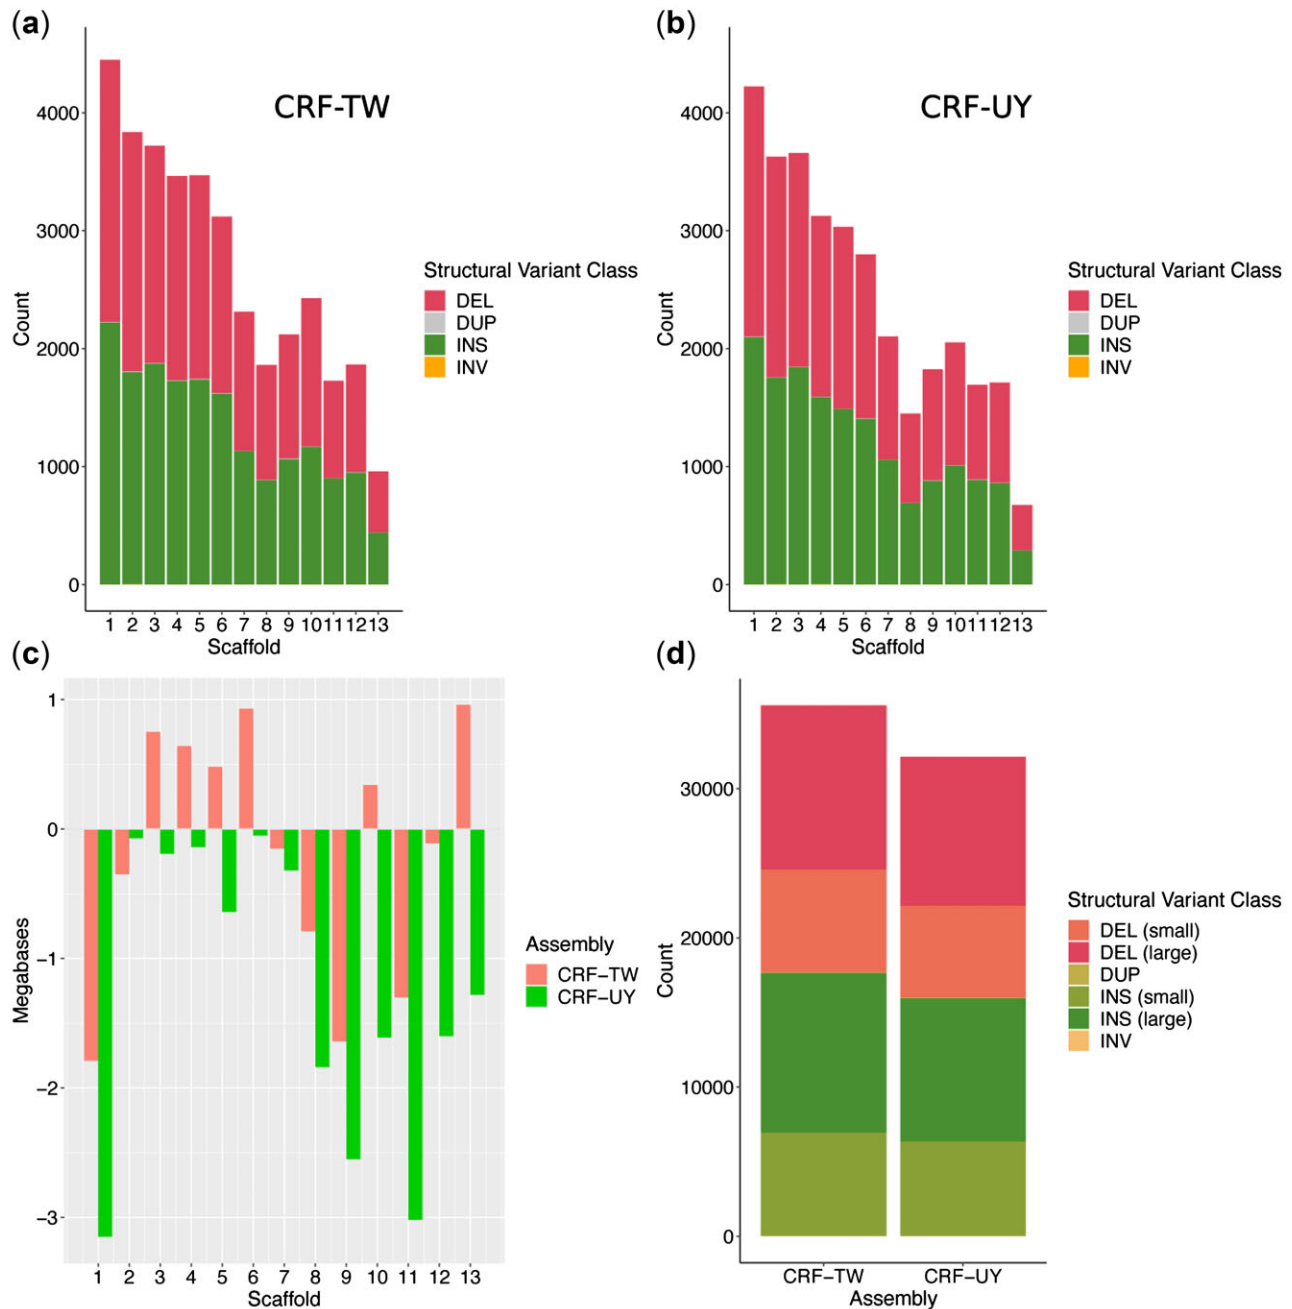 (a)
CRF-TW
4000
3000
2000
1000
0
Count
1 2 3 4 5 6 7 8 9 10 11 12 13
Scaffold
Structural Variant Class
DEL
DUP
INS
INV
(b)
CRF-UY
4000
3000
2000
1000
0
Count
1 2 3 4 5 6 7 8 9 10 11 12 13
Scaffold
Structural Variant Class
DEL
DUP
INS
INV
(c)
1
0
−1
−2
−3
Megabases
1 2 3 4 5 6 7 8 9 10 11 12 13
Scaffold
Assembly
CRF−TW
CRF−UY
(d)
30000
20000
10000
0
Count
CRF−TW CRF−UY
Assembly
Structural Variant Class
DEL (small)
DEL (large)
DUP
INS (small)
INS (large)
INV